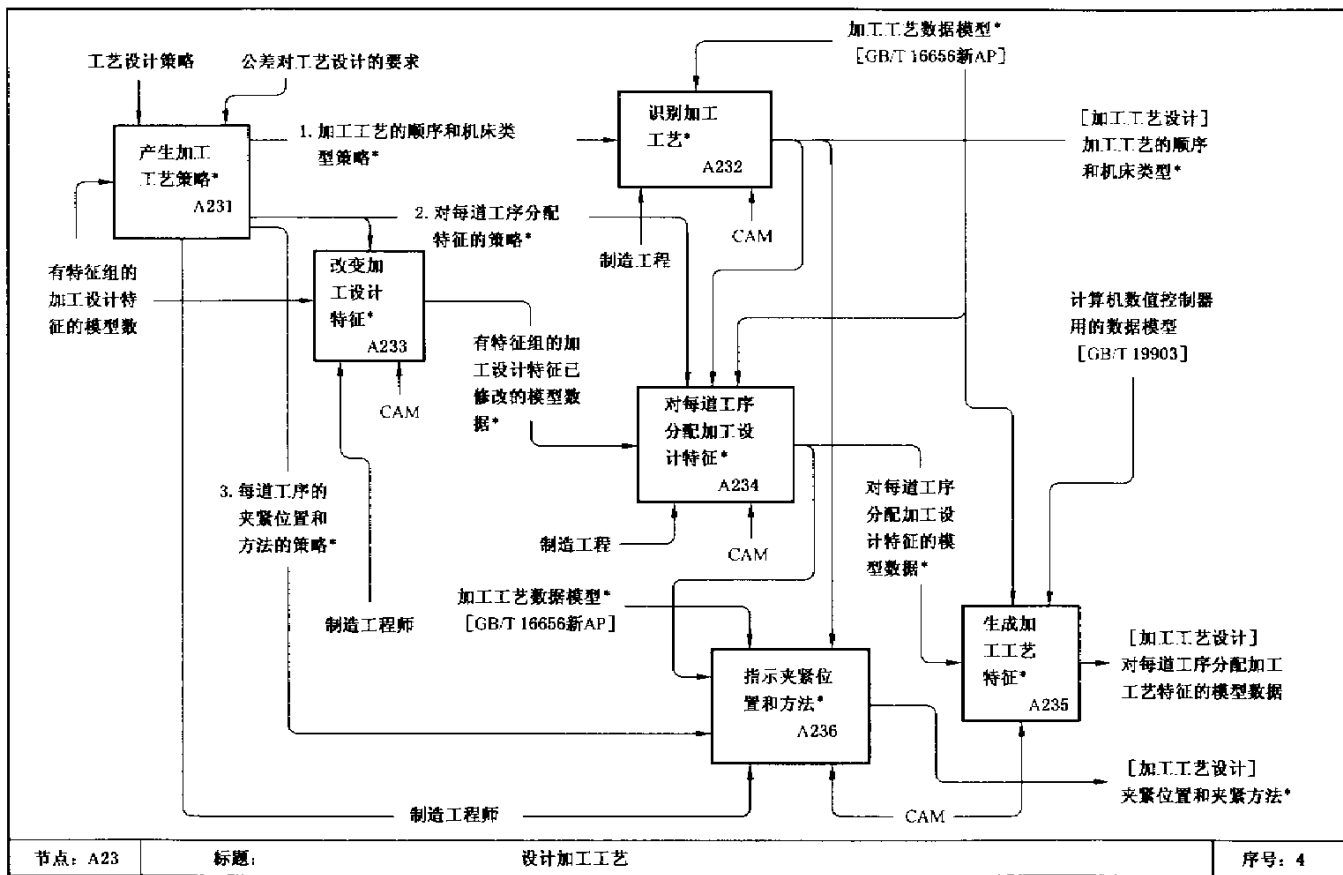 工艺设计策略
公差对工艺设计的要求
加工工艺数据模型*
[GB/T 16656新AP]
产生加工
工艺策略*
A231
1. 加工工艺的顺序和机床类
型策略*
识别加工
工艺*
A232
[加工工艺设计]
加工工艺的顺序
和机床类型*
2. 对每道工序分配
特征的策略*
制造工程
CAM
有特征组的
加工设计特
征的模型数
改变加
工设计
特征*
A233
CAM
有特征组的加
工设计特征已
修改的模型数
据*
计算机数值控制器
用的数据模型
[GB/T 19903]
对每道工序
分配加工设
计特征*
A234
3. 每道工序的
夹紧位置和
方法的策略*
制造工程
CAM
对每道工序
分配加工设
计特征的模
型数据*
制造工程师
加工工艺数据模型*
[GB/T 16656新AP]
指示夹紧位
置和方法*
A236
生成加
工工艺
特征*
A235
[加工工艺设计]
对每道工序分配加工
工艺特征的模型数据
[加工工艺设计]
夹紧位置和夹紧方法*
制造工程师
CAM
节点：A23
标题：
设计加工工艺
序号：4